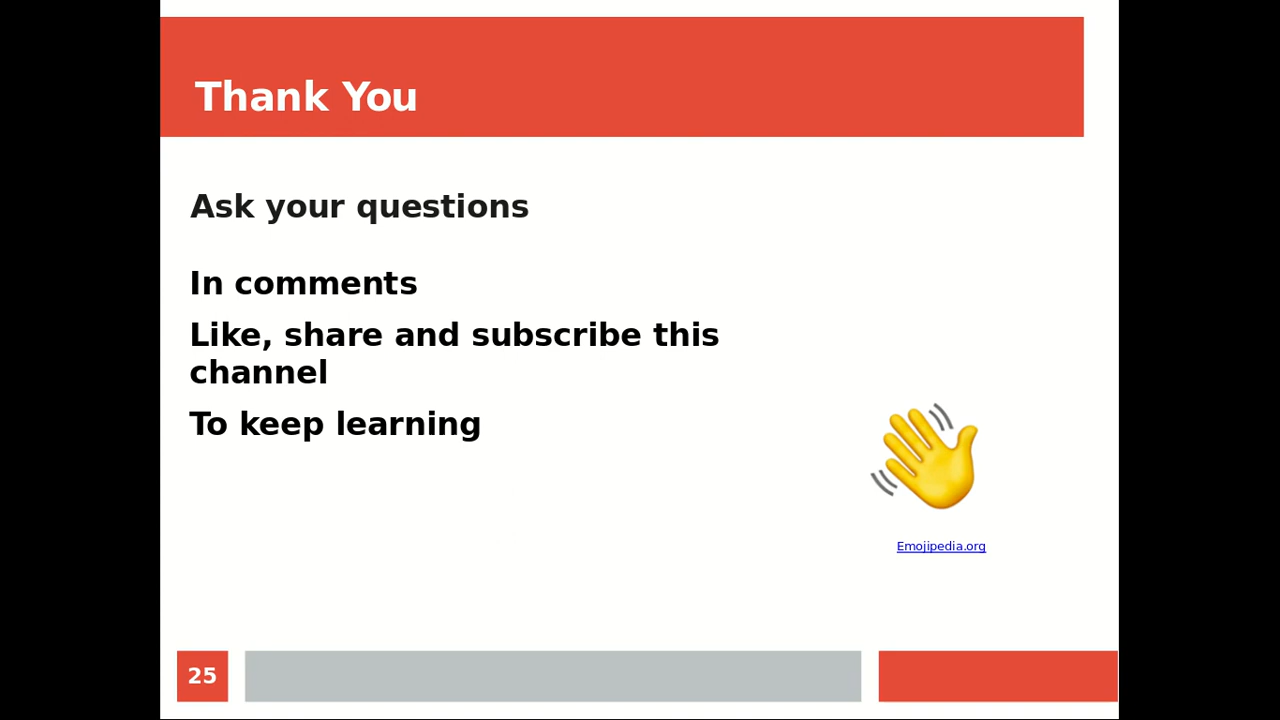 Thank You
Ask your questions
In comments
Like, share and subscribe this
channel
To keep learning
Emojipedia.org
25